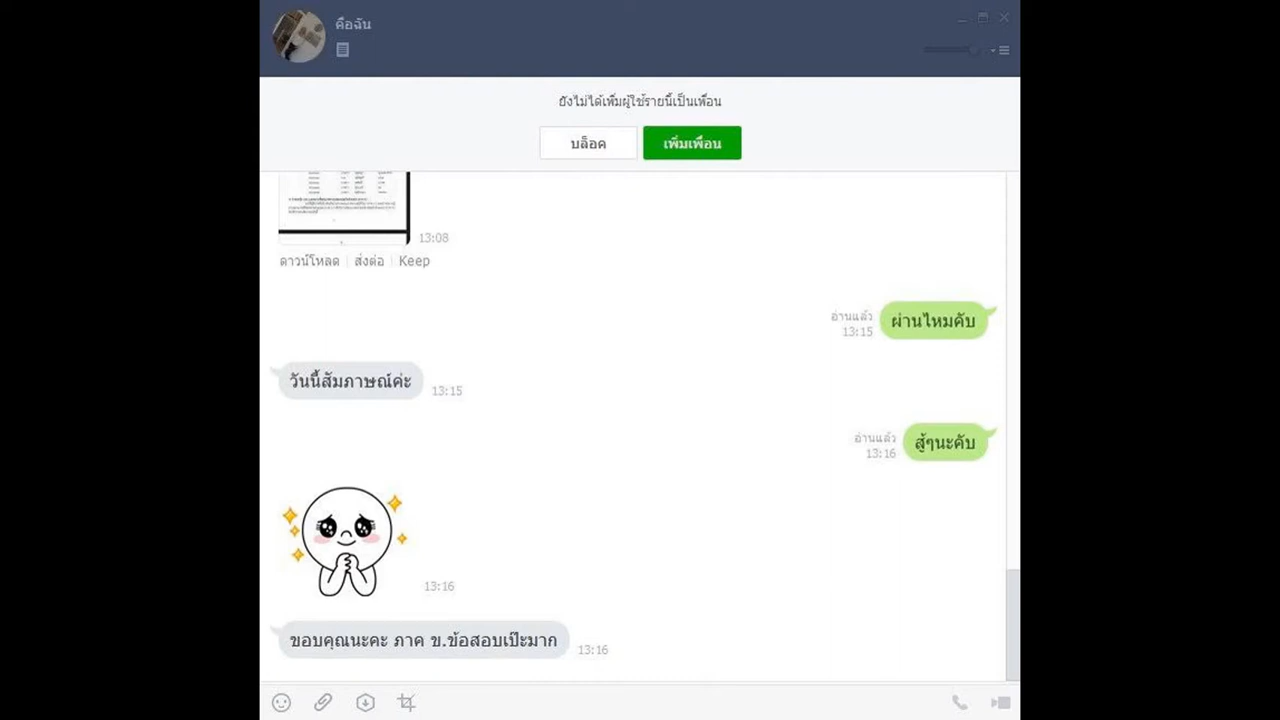 คือฉัน
ยังไม่ได้เพิ่มผู้ใช้รายนี้เป็นเพื่อน
บล็อค เพิ่มเพื่อน
13:08
ดาวน์โหลด ส่งต่อ Keep
อ่านแล้ว
13:15
ผ่านไหมคับ
วันนี้สัมภาษณ์ค่ะ
13:15
อ่านแล้ว
13:16
สู้ๆนะคับ
13:16
ขอบคุณนะคะ ภาค ข.ข้อสอบเป๊ะมาก
13:16